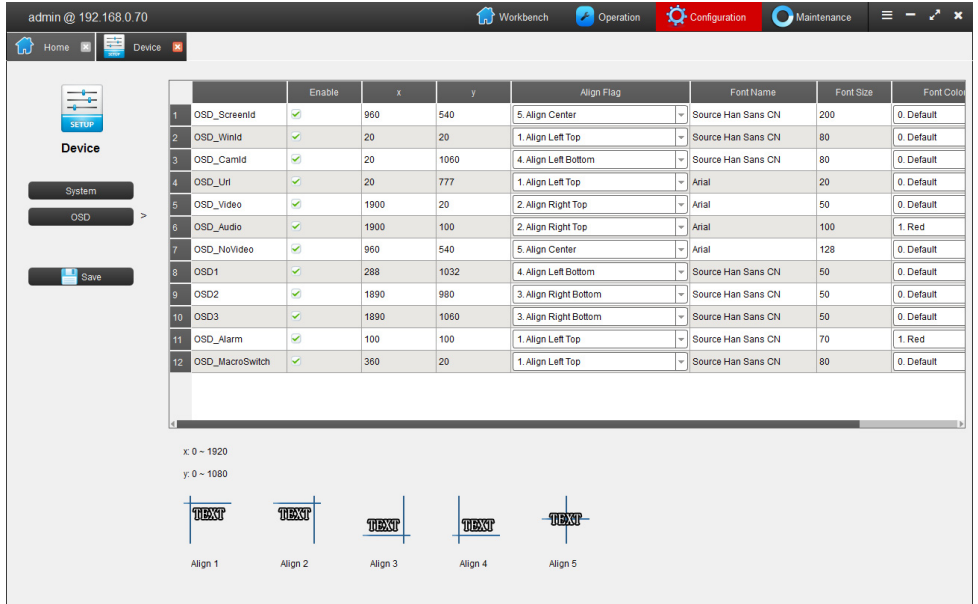 admin @ 192.168.0.70 Workbench Operation Configuration Maintenance
Home Device
Enable x y Align Flag Font Name Font Size Font Color
1 OSD_ScreenId 960 540 5. Align Center Source Han Sans CN 200 0. Default
2 OSD_WinId 20 20 1. Align Left Top Source Han Sans CN 80 0. Default
3 OSD_CamId 20 1060 4. Align Left Bottom Source Han Sans CN 80 0. Default
4 OSD_Url 20 777 1. Align Left Top Arial 20 0. Default
5 OSD_Video 1900 20 2. Align Right Top Arial 50 0. Default
6 OSD_Audio 1900 100 2. Align Right Top Arial 100 1. Red
7 OSD_NoVideo 960 540 5. Align Center Arial 128 0. Default
8 OSD1 288 1032 4. Align Left Bottom Source Han Sans CN 50 0. Default
9 OSD2 1890 980 3. Align Right Bottom Source Han Sans CN 50 0. Default
10 OSD3 1890 1060 3. Align Right Bottom Source Han Sans CN 50 0. Default
11 OSD_Alarm 100 100 1. Align Left Top Source Han Sans CN 70 1. Red
12 OSD_MacroSwitch 360 20 1. Align Left Top Source Han Sans CN 80 0. Default
SETUP
Device
System
OSD >
Save
x: 0 ~ 1920
y: 0 ~ 1080
TEXT TEXT TEXT TEXT TEXT
Align 1 Align 2 Align 3 Align 4 Align 5